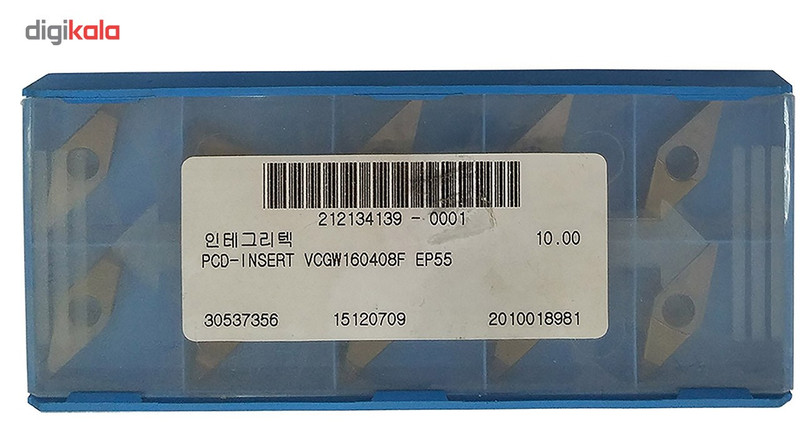 digikala
212134139 - 0001
인테그리텍 10.00
PCD-INSERT VCGW160408F EP55
30537356 15120709 2010018981